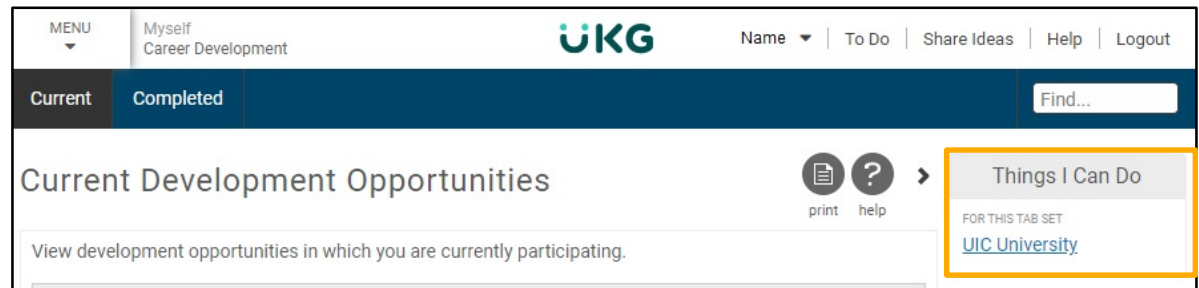 MENU
Myself
Career Development
UKG
Name
To Do
Share Ideas
Help
Logout
Current
Completed
Find...
Current Development Opportunities
print
help
Things I Can Do
FOR THIS TAB SET
UIC University
View development opportunities in which you are currently participating.